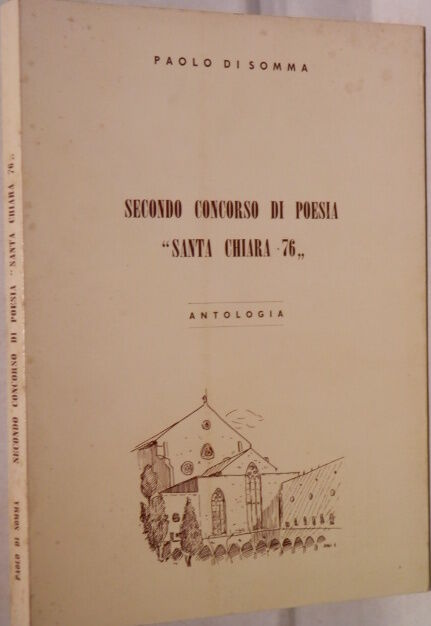 PAOLO DI SOMMA
SECONDO CONCORSO DI POESIA
“SANTA CHIARA - 76„
ANTOLOGIA
PAOLO DI SOMMA SECONDO CONCORSO DI POESIA “ SANTA CHIARA 76„